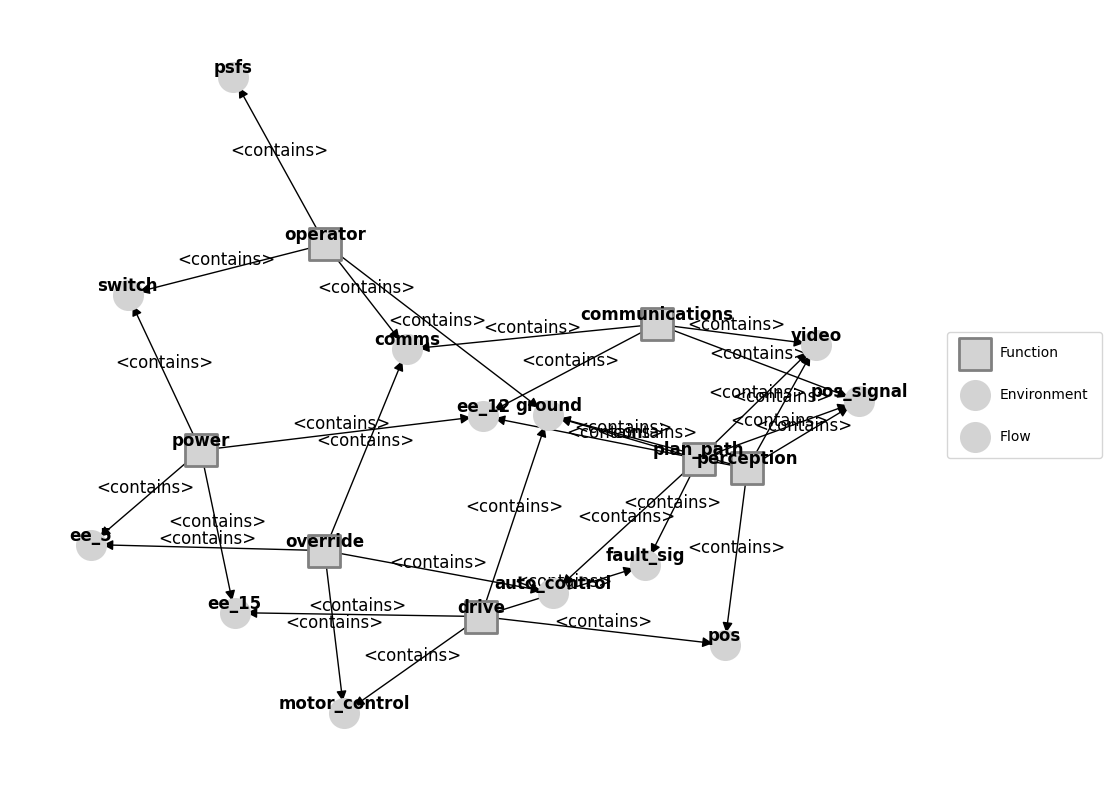 psfs
<contains>
operator
<contains>
switch
<contains>
<contains>
communications
<contains>
<contains>
video
comms
<contains>
<contains>
Function
<contains>
<contains>
pos_signal
<contains>
Environment
<contains>
ee_12
ground
<contains>
<contains>
<contains>
<contains>
<contains>
<contains>
Flow
power
<contains>
plan_path
perception
<contains>
<contains>
<contains>
<contains>
<contains>
ee_5
<contains>
override
<contains>
<contains>
fault_sig
<contains>
auto_control
ee_15
<contains>
drive
<contains>
<contains>
pos
<contains>
motor_control